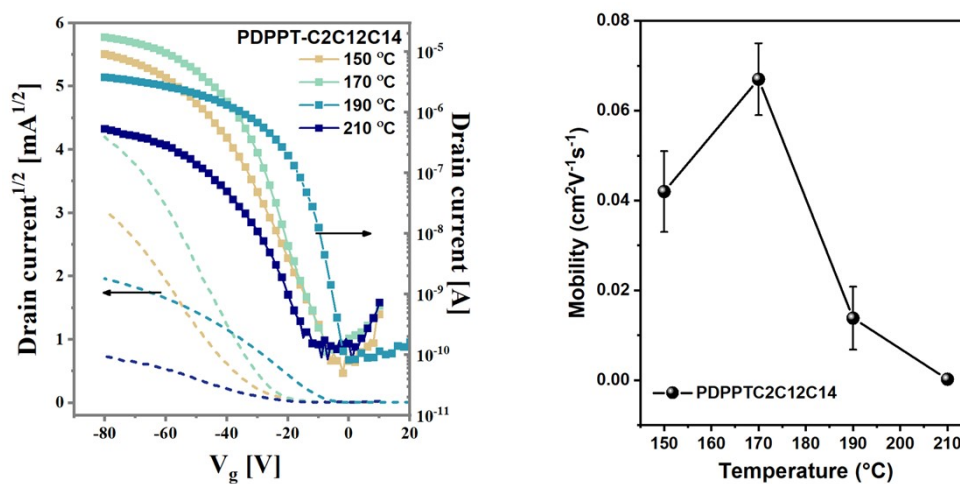 PDPPT-C2C12C14
150 °C
170 °C
190 °C
210 °C
Drain current^1/2 [mA^1/2]
6
5
4
3
2
1
0
-80
-60
-40
-20
0
20
V_g [V]
10^-5
10^-6
10^-7
10^-8
10^-9
10^-10
10^-11
Drain current [A]
Mobility (cm²V⁻¹s⁻¹)
0.08
0.06
0.04
0.02
0.00
PDPPTC2C12C14
150 160 170 180 190 200 210
Temperature (°C)